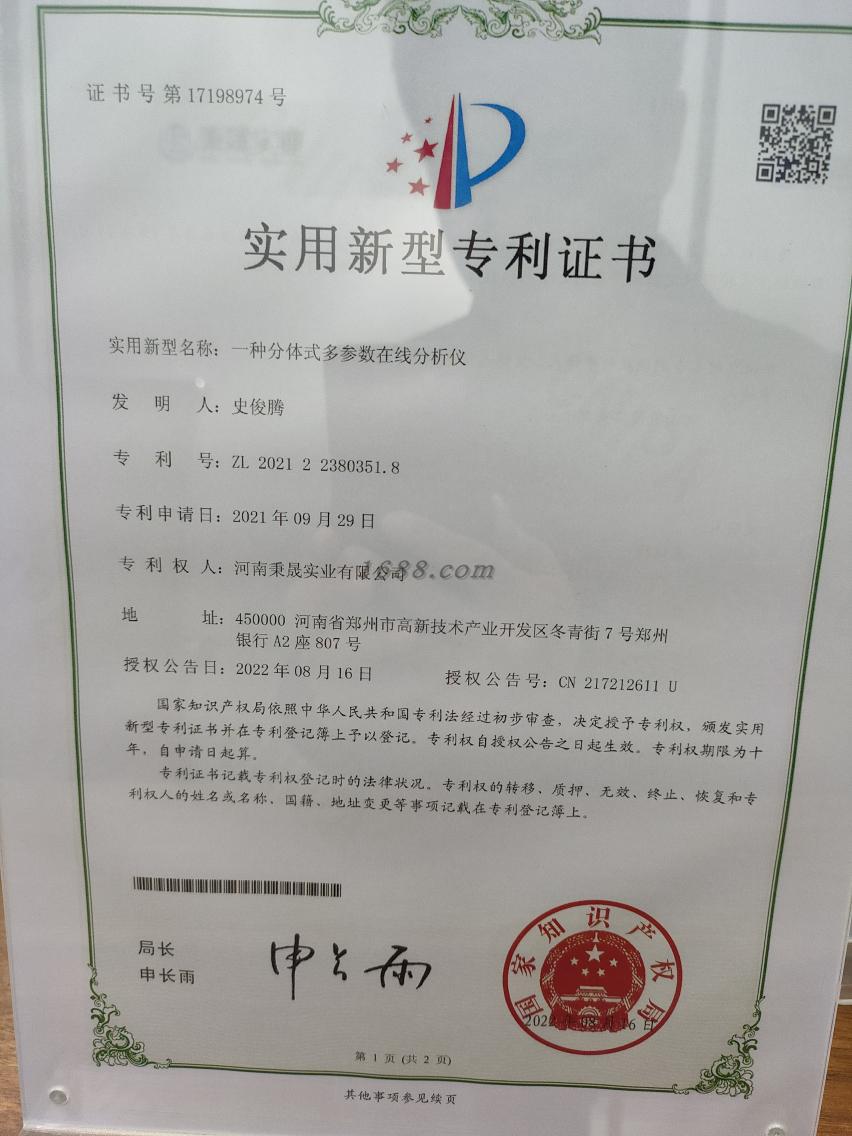 证书号第17198974号
实用新型专利证书
实用新型名称：一种分体式多参数在线分析仪
发明人：史俊腾
专利号：ZL 2021 2 2380351.8
专利申请日：2021年09月29日
专利权人：河南秉晟实业有限公司
1688.com
地址：450000 河南省郑州市高新技术产业开发区冬青街7号郑州
银行A2座807号
授权公告日：2022年08月16日 授权公告号：CN 217212611 U
国家知识产权局依照中华人民共和国专利法经过初步审查，决定授予专利权，颁发实用
新型专利证书并在专利登记簿上予以登记。专利权自授权公告之日起生效。专利权期限为十
年，自申请日起算。
专利证书记载专利权登记时的法律状况。专利权的转移、质押、无效、终止、恢复和专
利权人的姓名或名称、国籍、地址变更等事项记载在专利登记簿上。
局长
申长雨
申长雨
国家知识产权局
2022年08月16日
第1页(共2页)
其他事项参见续页